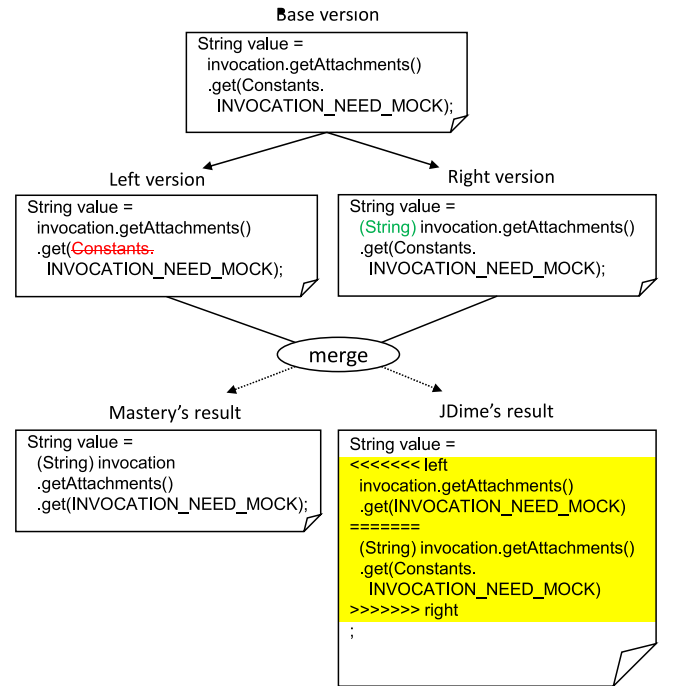 Base version
String value =
invocation.getAttachments()
.get(Constants.
INVOCATION_NEED_MOCK);
Left version
String value =
invocation.getAttachments()
.get(Constants.
INVOCATION_NEED_MOCK);
Right version
String value =
(String) invocation.getAttachments()
.get(Constants.
INVOCATION_NEED_MOCK);
merge
Mastery's result
String value =
(String) invocation
.getAttachments()
.get(INVOCATION_NEED_MOCK);
JDime's result
String value =
<<<<<<< left
invocation.getAttachments()
.get(INVOCATION_NEED_MOCK)
=======
(String) invocation.getAttachments()
.get(Constants.
INVOCATION_NEED_MOCK)
>>>>>>> right
;